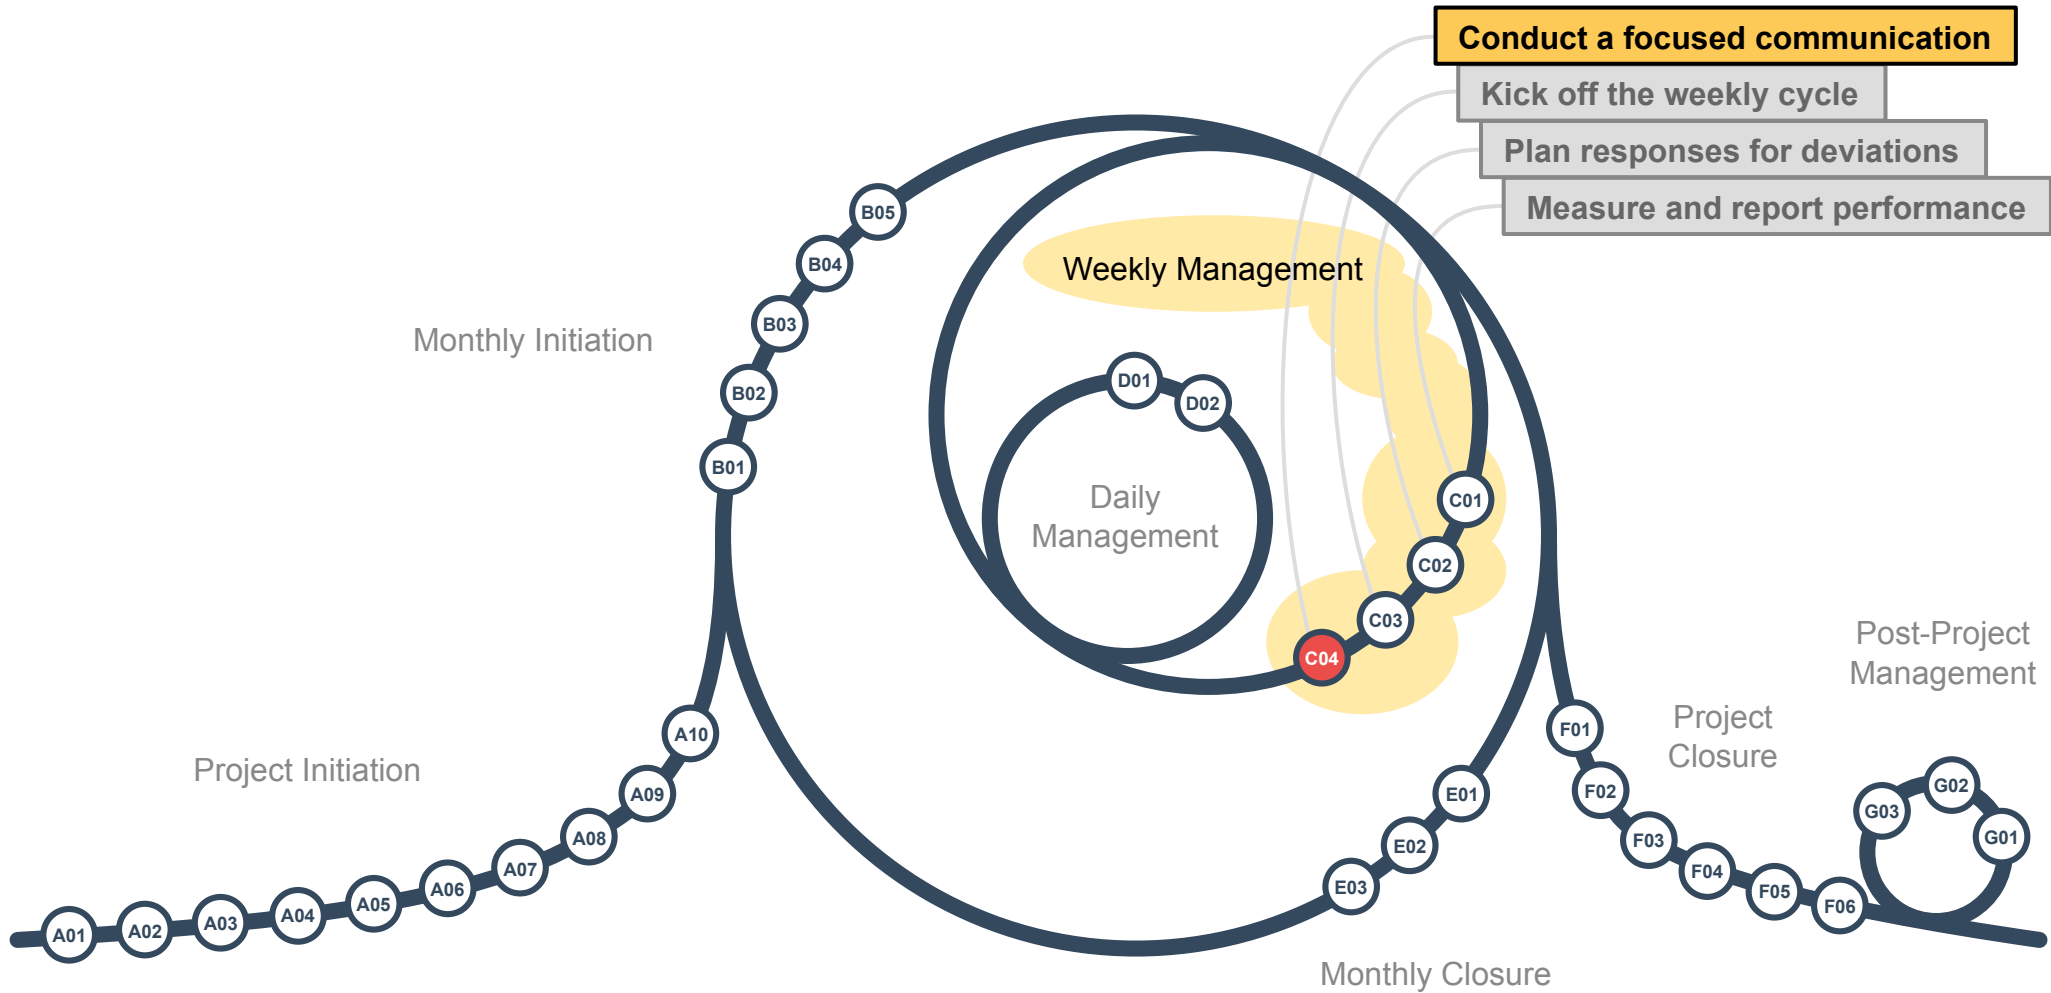 Conduct a focused communication
Kick off the weekly cycle
Plan responses for deviations
Measure and report performance
Weekly Management
Monthly Initiation
Daily
Management
Project Initiation
Post-Project
Management
Project
Closure
Monthly Closure
A01
A02
A03
A04
A05
A06
A07
A08
A09
A10
B01
B02
B03
B04
B05
C01
C02
C03
C04
D01
D02
E01
E02
E03
F01
F02
F03
F04
F05
F06
G01
G02
G03